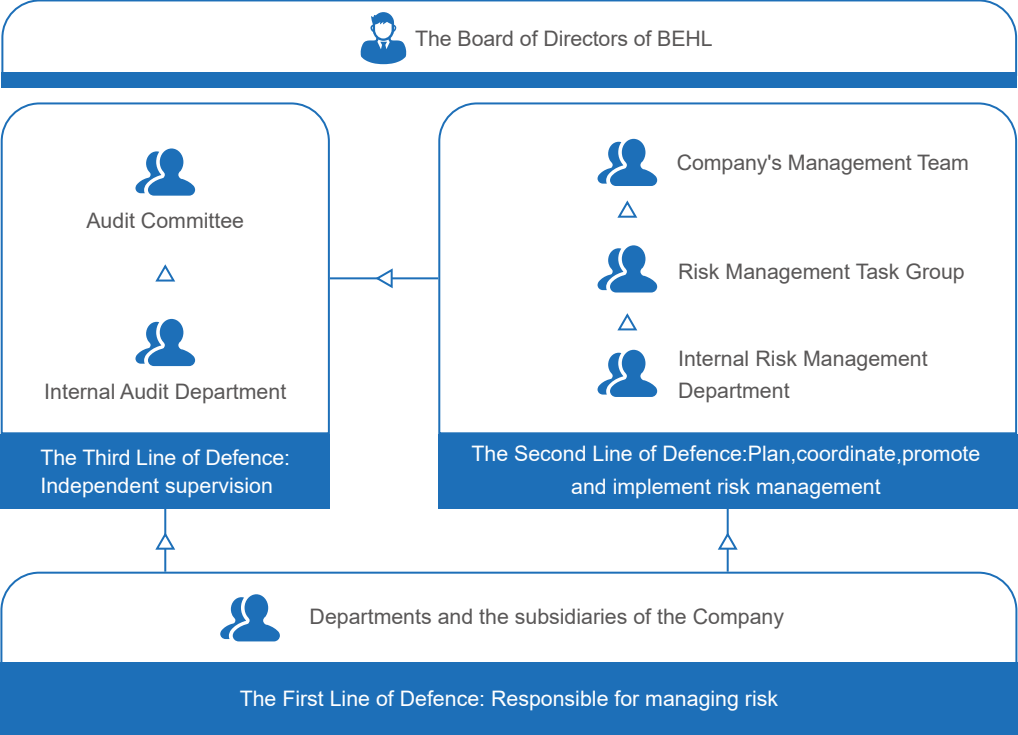 The Board of Directors of BEHL
Audit Committee
Internal Audit Department
The Third Line of Defence:
Independent supervision
Company's Management Team
Risk Management Task Group
Internal Risk Management
Department
The Second Line of Defence:Plan,coordinate,promote
and implement risk management
Departments and the subsidiaries of the Company
The First Line of Defence: Responsible for managing risk